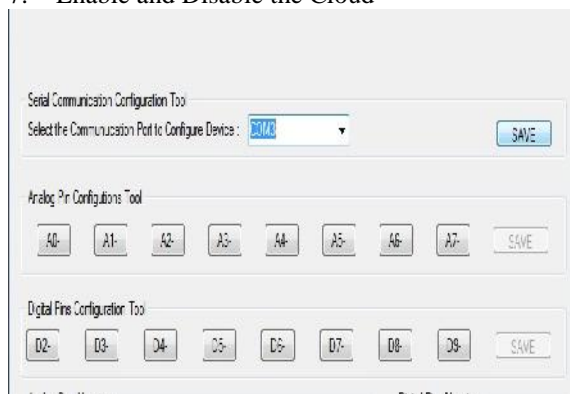 7. Enable and Disable the Cloud
Serial Communication Configuration Tool
Select the Communucation Port to Configure Device : COM3 SAVE
Analog Pin Configutions Tool
A0- A1- A2- A3- A4- A5- A6- A7- SAVE
Digital Pins Configuration Tool
D2- D3- D4- D5- D6- D7- D8- D9- SAVE